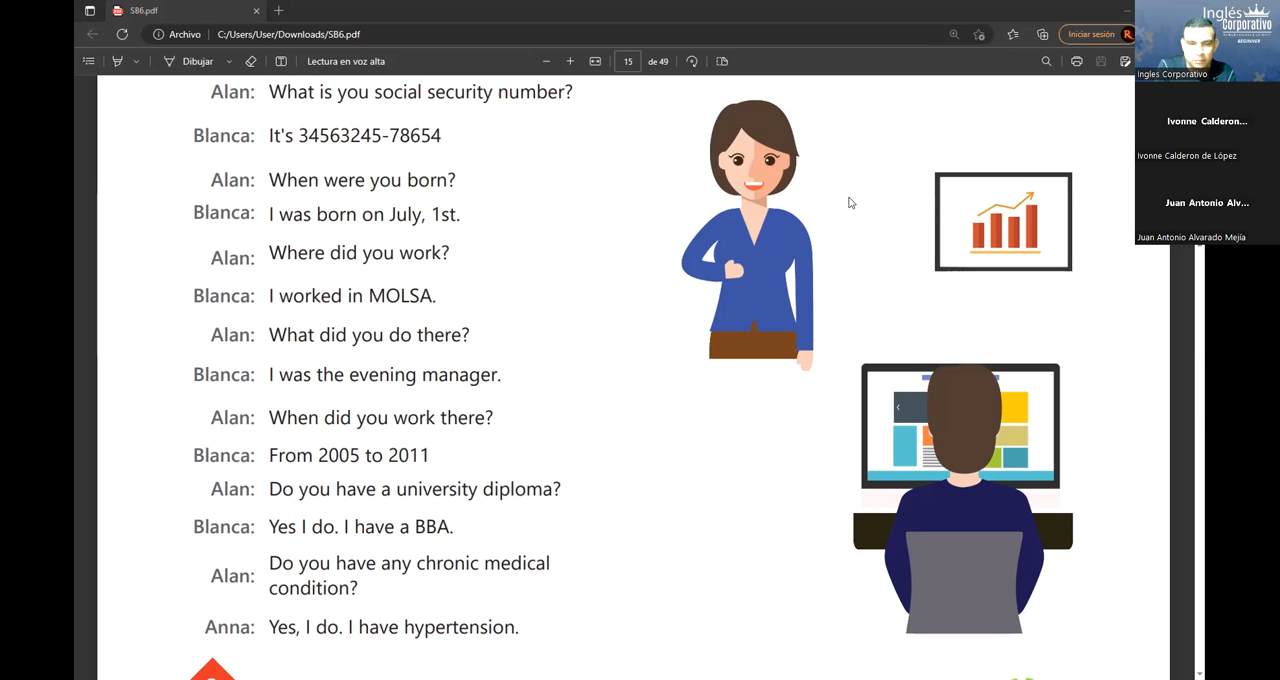 SB6.pdf
Archivo
C:/Users/User/Downloads/SB6.pdf
Iniciar sesión
R
Dibujar
Lectura en voz alta
15 de 49
Alan: What is you social security number?
Blanca: It's 34563245-78654
Alan: When were you born?
Blanca: I was born on July, 1st.
Alan: Where did you work?
Blanca: I worked in MOLSA.
Alan: What did you do there?
Blanca: I was the evening manager.
Alan: When did you work there?
Blanca: From 2005 to 2011
Alan: Do you have a university diploma?
Blanca: Yes I do. I have a BBA.
Alan: Do you have any chronic medical
condition?
Anna: Yes, I do. I have hypertension.
Inglés
Corporativo
BEGINNER
Ingles Corporativo
Ivonne Calderon...
Ivonne Calderon de López
Juan Antonio Alv...
Juan Antonio Alvarado Mejía